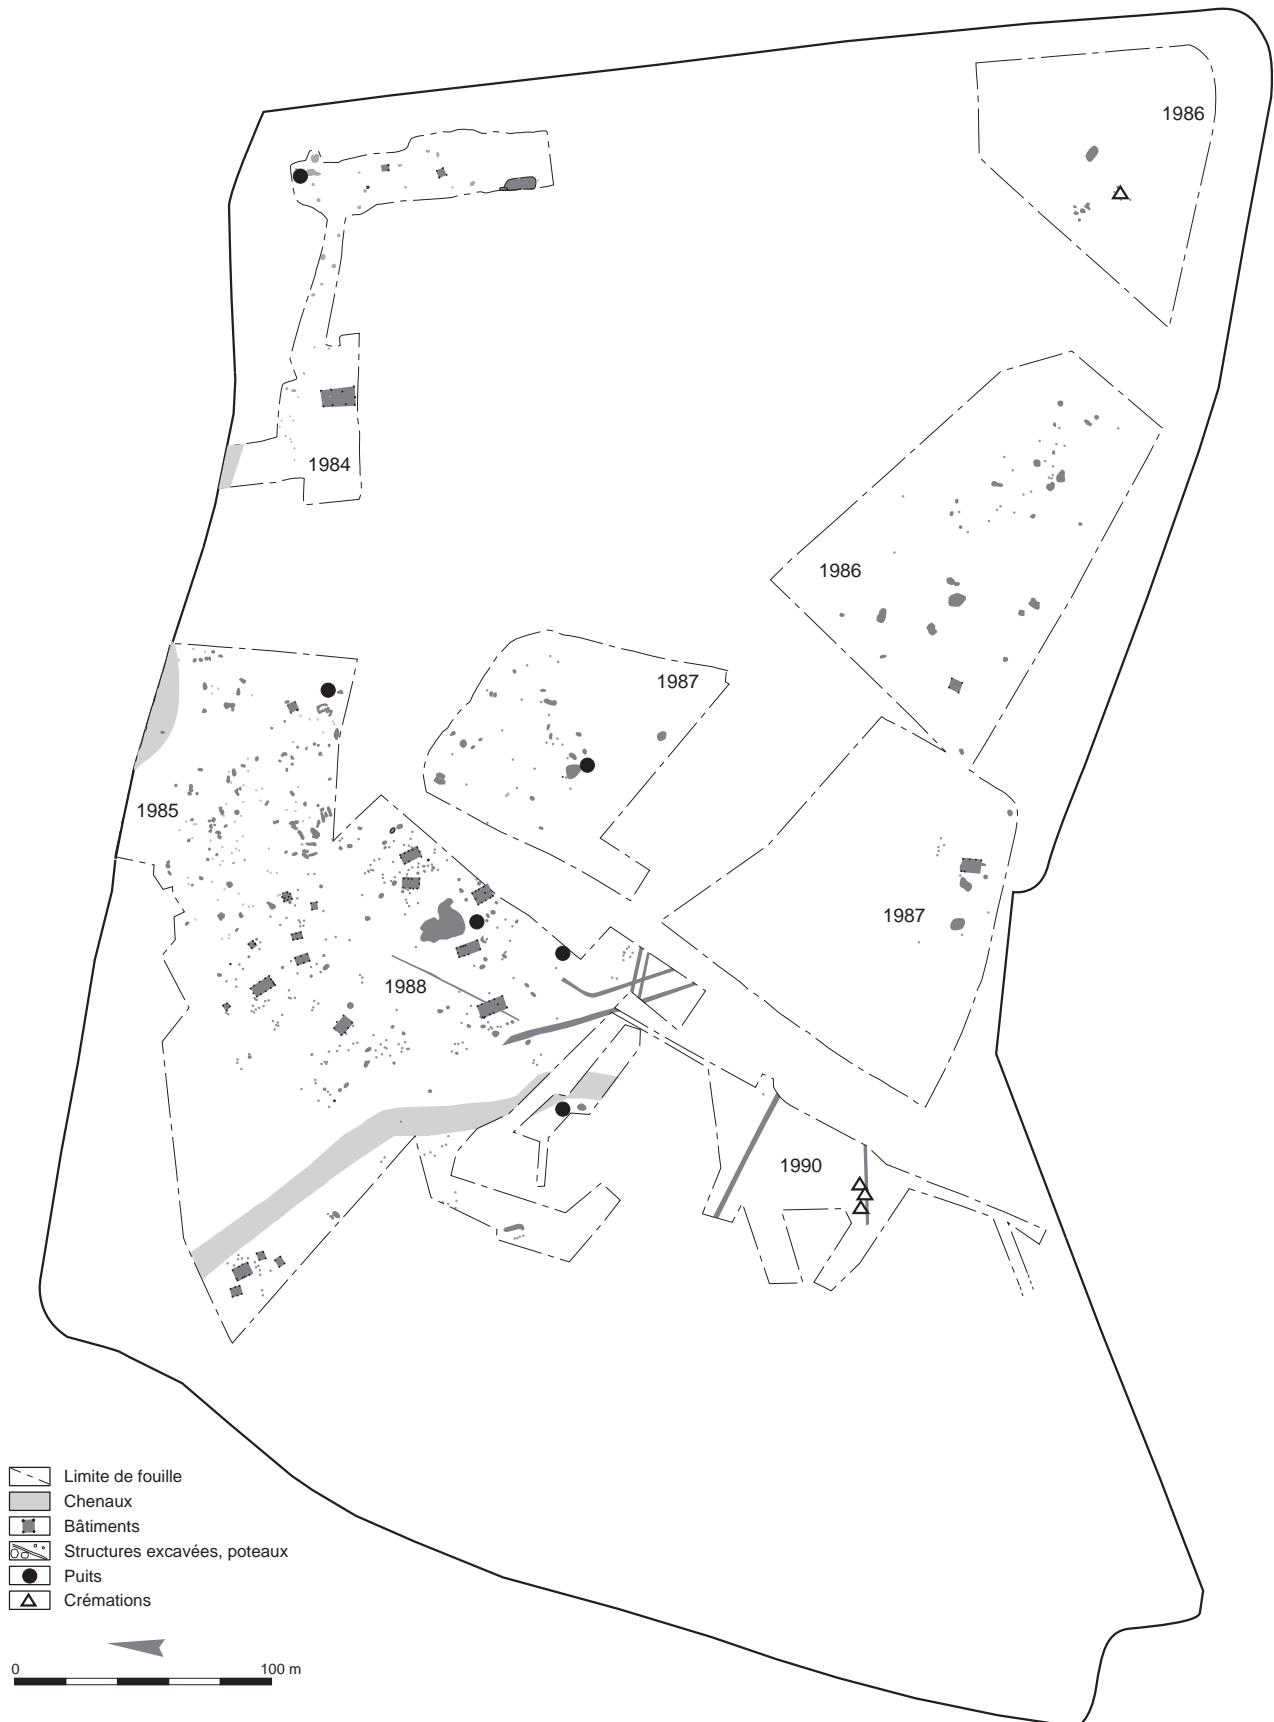 1986
1984
1986
1987
1985
1987
1988
1990
Limite de fouille
Chenaux
Bâtiments
Structures excavées, poteaux
Puits
Crémations
0 100 m